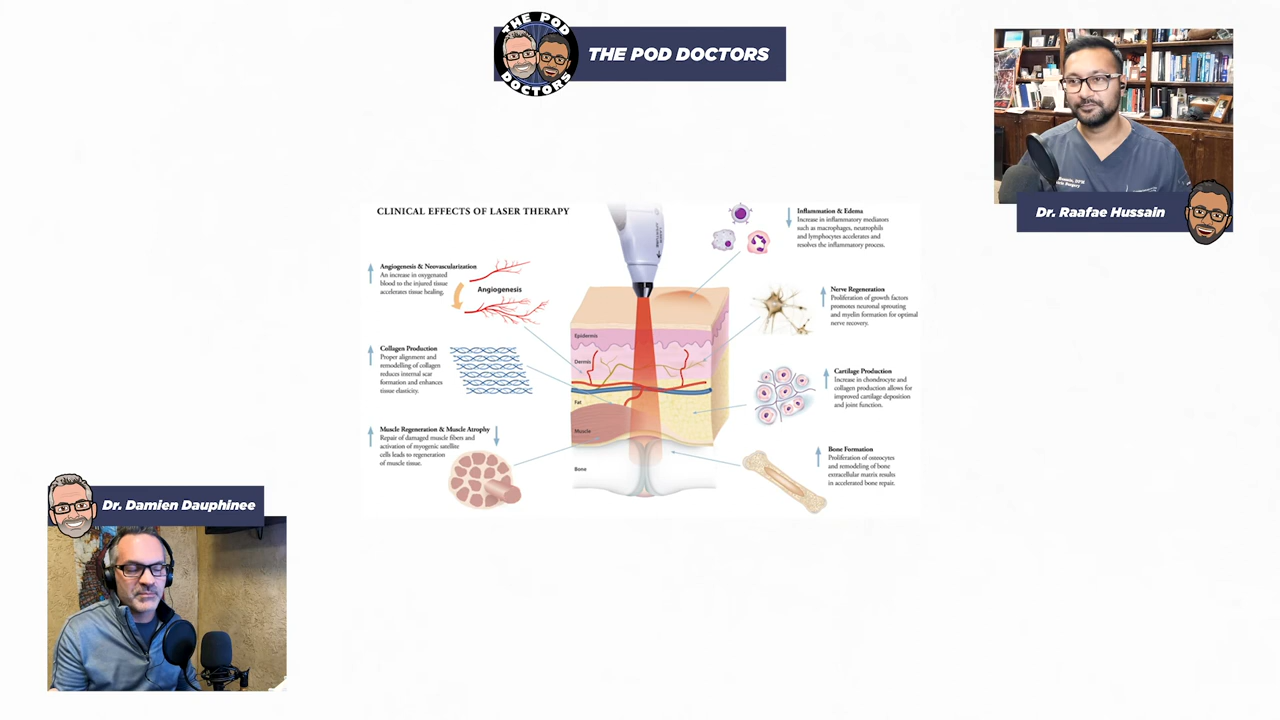 THE POD
DOCTORS
THE POD DOCTORS
Dr. Raafae Hussain
CLINICAL EFFECTS OF LASER THERAPY
Angiogenesis & Neovascularization
An increase in oxygenated
blood to the injured tissue
accelerates tissue healing.
Angiogenesis
Collagen Production
Proper alignment and
remodelling of collagen
reduces internal scar
formation and enhances
tissue elasticity.
Muscle Regeneration & Muscle Atrophy
Repair of damaged muscle fibers and
activation of myogenic satellite
cells leads to regeneration
of muscle tissue.
Epidermis
Dermis
Fat
Muscle
Bone
Inflammation & Edema
Increase in inflammatory mediators
such as macrophages, neutrophils
and lymphocytes accelerates and
resolves the inflammatory process.
Nerve Regeneration
Proliferation of growth factors
promotes neuronal sprouting
and myelin formation for optimal
nerve recovery.
Cartilage Production
Increase in chondrocyte and
collagen production allows for
improved cartilage deposition
and joint function.
Bone Formation
Proliferation of osteocytes
and remodeling of bone
extracellular matrix results
in accelerated bone repair.
Dr. Damien Dauphinee